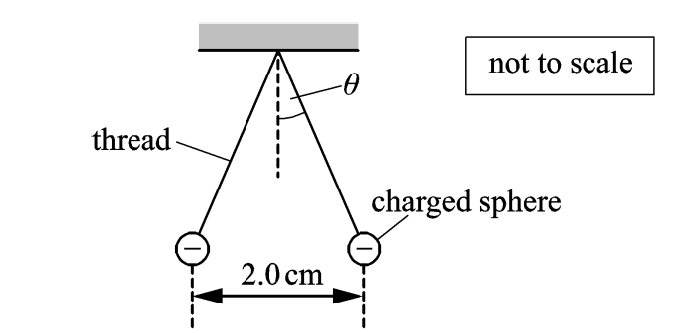 not to scale
θ
thread
charged sphere
2.0 cm